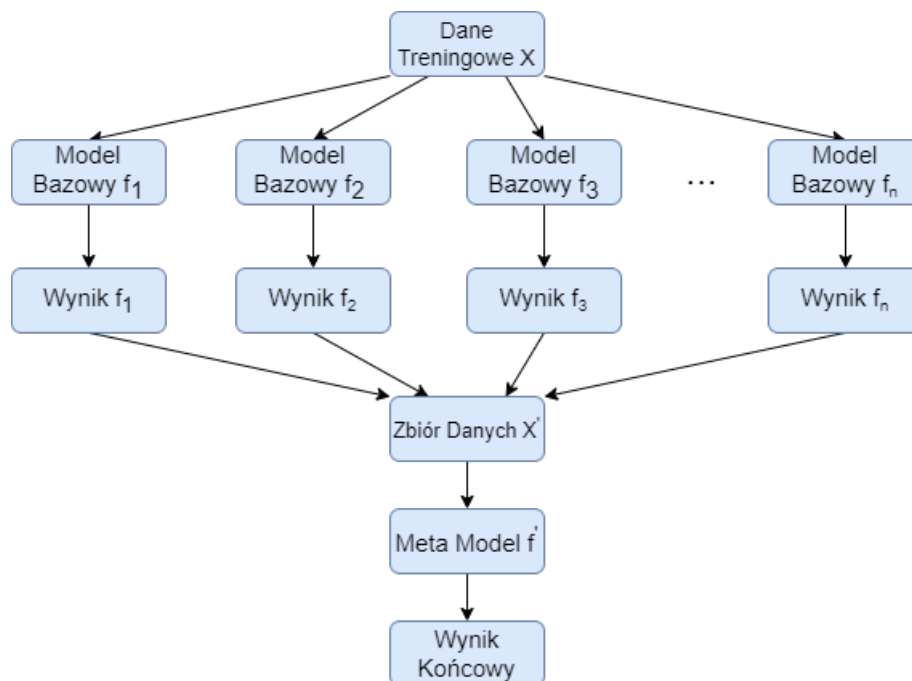 Dane
Treningowe X
Model
Bazowy f₁
Model
Bazowy f₂
Model
Bazowy f₃
...
Model
Bazowy fₙ
Wynik f₁
Wynik f₂
Wynik f₃
Wynik fₙ
Zbiór Danych X'
Meta Model f'
Wynik
Końcowy